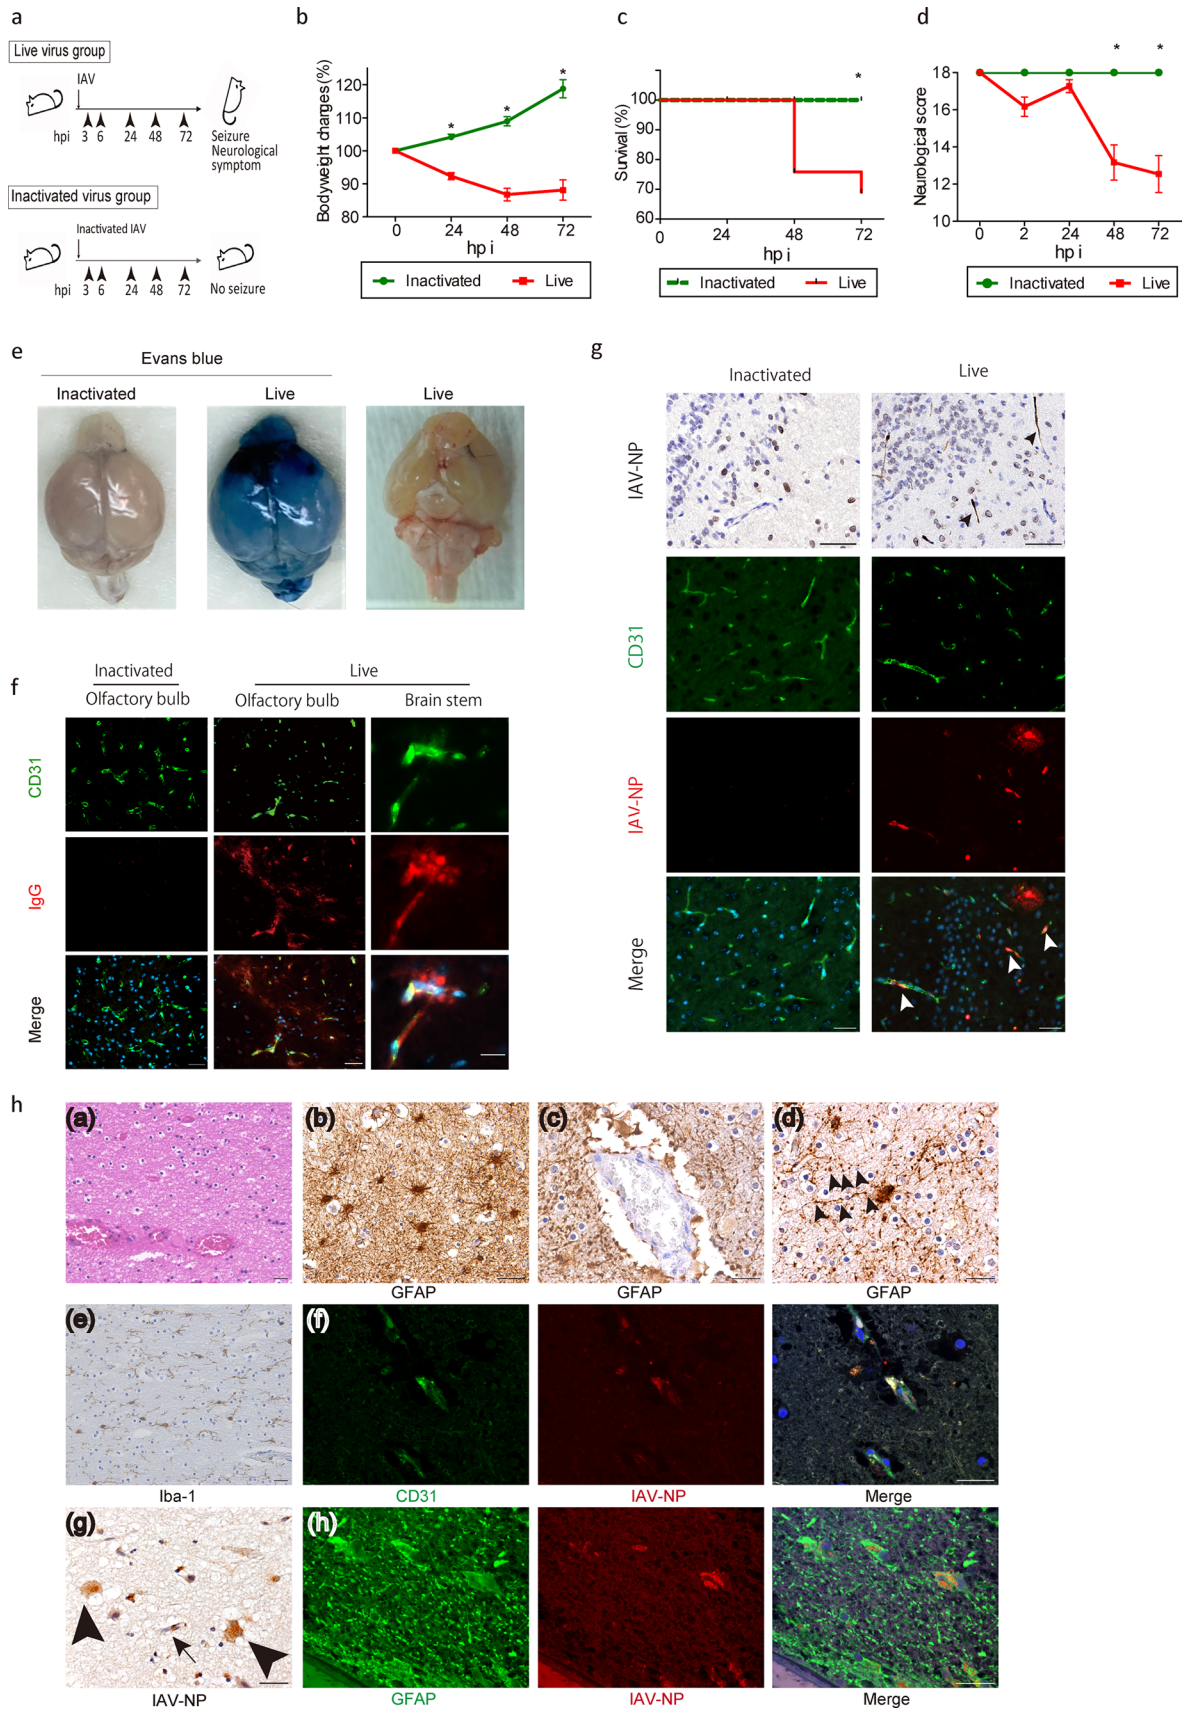 a
Live virus group
IAV
hpi 3 6 24 48 72
Seizure
Neurological
symptom
Inactivated virus group
Inactivated IAV
hpi 3 6 24 48 72
No seizure
b
Bodyweight charges (%)
120
110
100
90
80
*
*
*
0 24 48 72
hp i
Inactivated Live
c
Survival (%)
100
90
80
70
60
*
0 24 48 72
hp i
Inactivated Live
d
Neurological score
18
16
14
12
10
* *
0 2 24 48 72
hp i
Inactivated Live
e
Evans blue
Inactivated Live Live
f
Inactivated Live
Olfactory bulb Olfactory bulb Brain stem
CD31
IgG
Merge
g
Inactivated Live
IAV-NP
CD31
IAV-NP
Merge
h
(a) (b) (c) (d)
GFAP GFAP GFAP
(e) (f)
Iba-1 CD31 IAV-NP Merge
(g) (h)
IAV-NP GFAP IAV-NP Merge